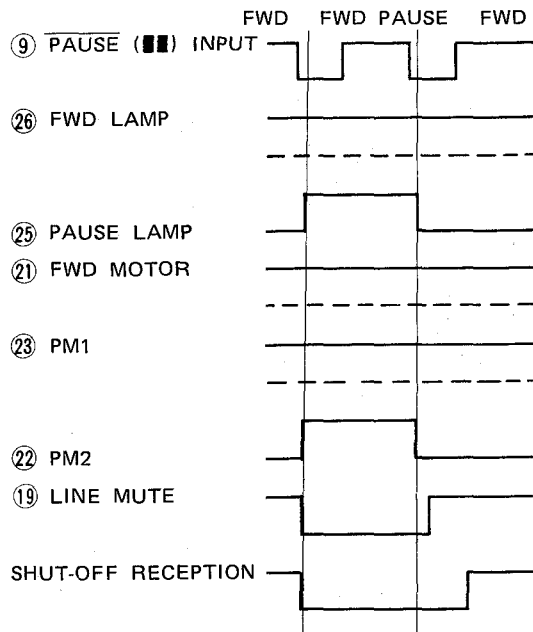 FWD FWD PAUSE FWD
⑨ PAUSE (▮▮) INPUT
㉖ FWD LAMP
㉕ PAUSE LAMP
㉑ FWD MOTOR
㉓ PM1
㉒ PM2
⑲ LINE MUTE
SHUT-OFF RECEPTION